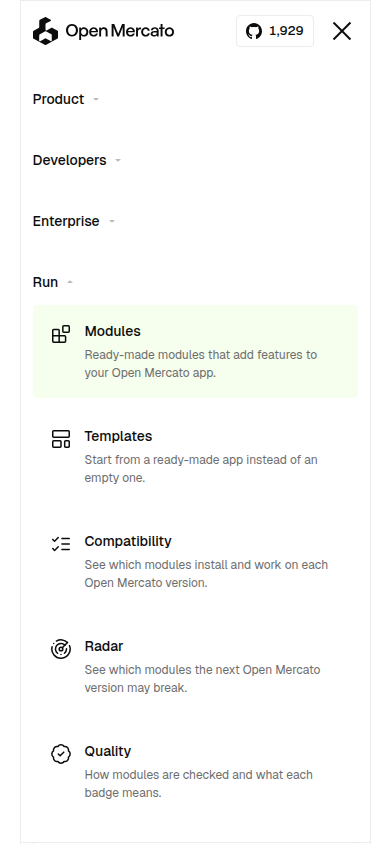 Open Mercato
1,929
Product
Developers
Enterprise
Run
Modules
Ready-made modules that add features to
your Open Mercato app.
Templates
Start from a ready-made app instead of an
empty one.
Compatibility
See which modules install and work on each
Open Mercato version.
Radar
See which modules the next Open Mercato
version may break.
Quality
How modules are checked and what each
badge means.